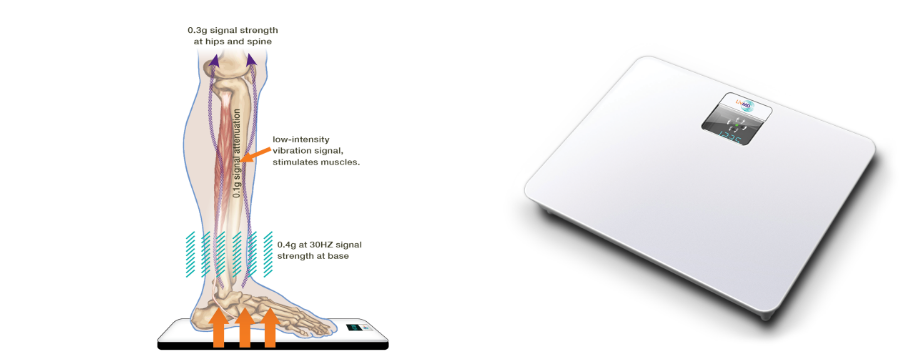 0.3g signal strength
at hips and spine
0.1g signal attenuation
low-intensity
vibration signal,
stimulates muscles.
0.4g at 30HZ signal
strength at base